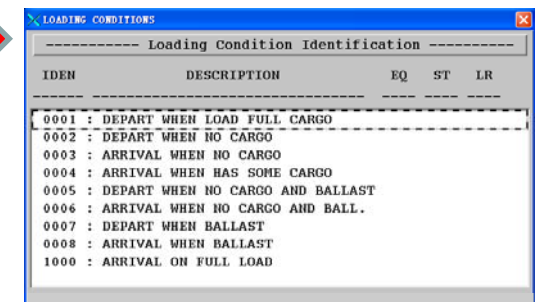 LOADING CONDITIONS
----------- Loading Condition Identification ----------
IDEN DESCRIPTION EQ ST LR
------ ---------------------------------- ---- ---- ----
0001 : DEPART WHEN LOAD FULL CARGO
0002 : DEPART WHEN NO CARGO
0003 : ARRIVAL WHEN NO CARGO
0004 : ARRIVAL WHEN HAS SOME CARGO
0005 : DEPART WHEN NO CARGO AND BALLAST
0006 : ARRIVAL WHEN NO CARGO AND BALL.
0007 : DEPART WHEN BALLAST
0008 : ARRIVAL WHEN BALLAST
1000 : ARRIVAL ON FULL LOAD